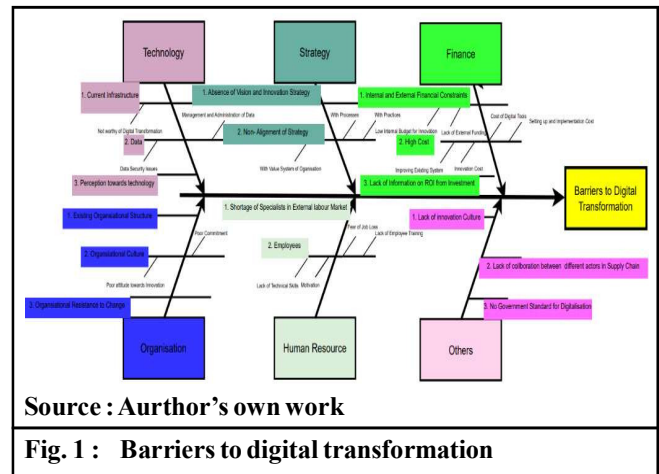 Technology
Strategy
Finance
1. Current Infrastructure
Not worthy of Digital Transformation
Management and Administration of Data
2. Data
Data Security Issues
3. Perception towards technology
1. Absence of Vision and Innovation Strategy
With Processes
With Practices
2. Non- Alignment of Strategy
With Value System of Ogranisation
1. Internal and External Financial Constraints
Low Internal Budget for Innovation
Lack of External Funding
Cost of Digital Tools
Setting up and Implementation Cost
2. High Cost
Improving Existing System
Innovation Cost
3. Lack of Information on ROI from Investment
Barriers to Digital
Transformation
1. Existing Organisational Structure
Poor Commitment
2. Organisational Culture
Poor attitude towards Innovation
3. Organisational Resistance to Change
1. Shortage of Specialists in External labour Market
Fear of Job Loss
Lack of Employee Training
2. Employees
Lack of Technical Skills
Motivation
1. Lack of innovation Culture
2. Lack of colibration between different actors in Supply Chain
3. No Government Standard for Digitalisation
Organisation
Human Resource
Others
Source : Aurthor's own work
Fig. 1 : Barriers to digital transformation